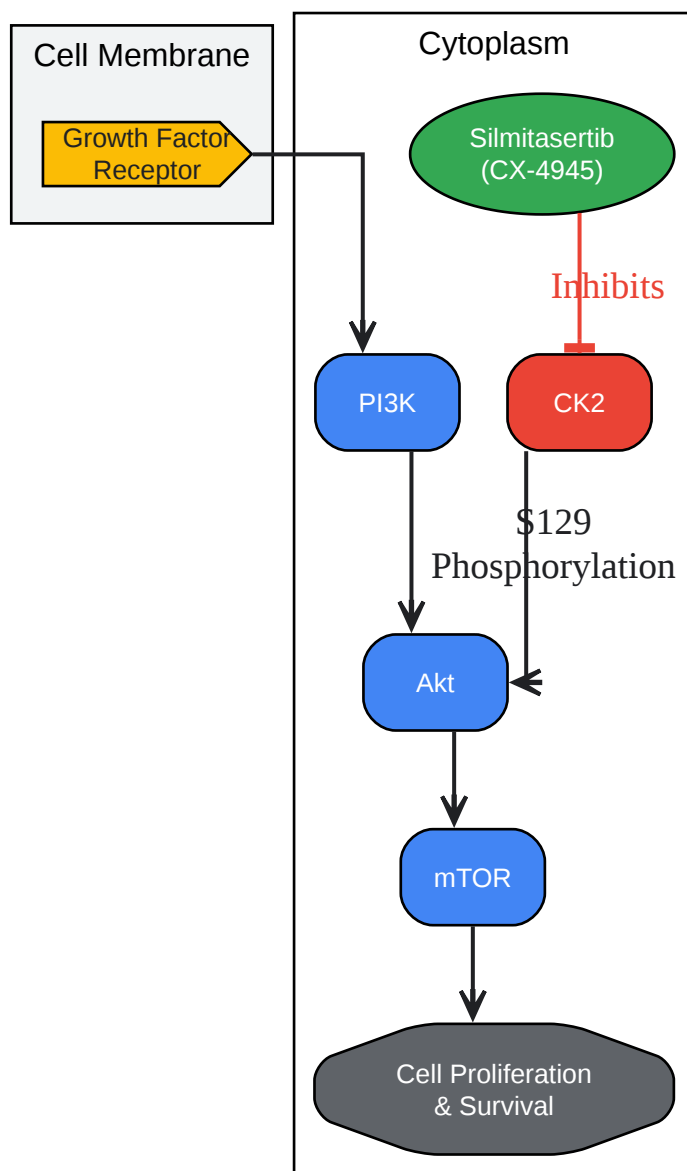 Cell Membrane
Growth Factor
Receptor
Cytoplasm
Silmitasertib
(CX-4945)
Inhibits
PI3K
CK2
S129
Phosphorylation
Akt
mTOR
Cell Proliferation
& Survival